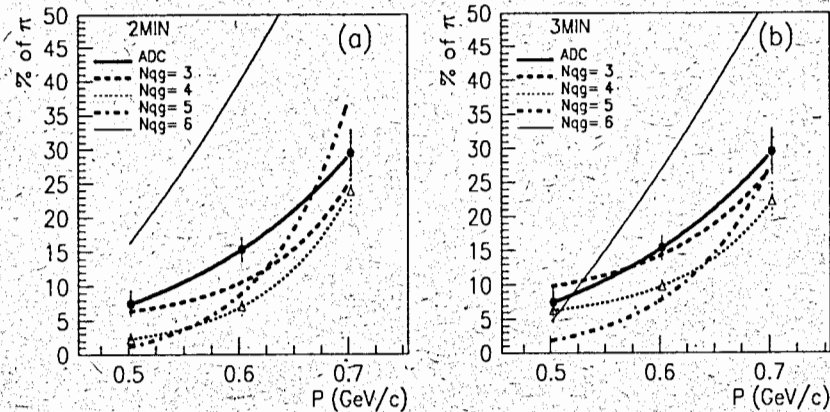 % of π
50
45
40
35
30
25
20
15
10
5
0
2MIN
(a)
ADC
Nqg= 3
Nqg= 4
Nqg= 5
Nqg= 6
0.5 0.6 0.7
P (GeV/c)
% of π
50
45
40
35
30
25
20
15
10
5
0
3MIN
(b)
ADC
Nqg= 3
Nqg= 4
Nqg= 5
Nqg= 6
0.5 0.6 0.7
P (GeV/c)